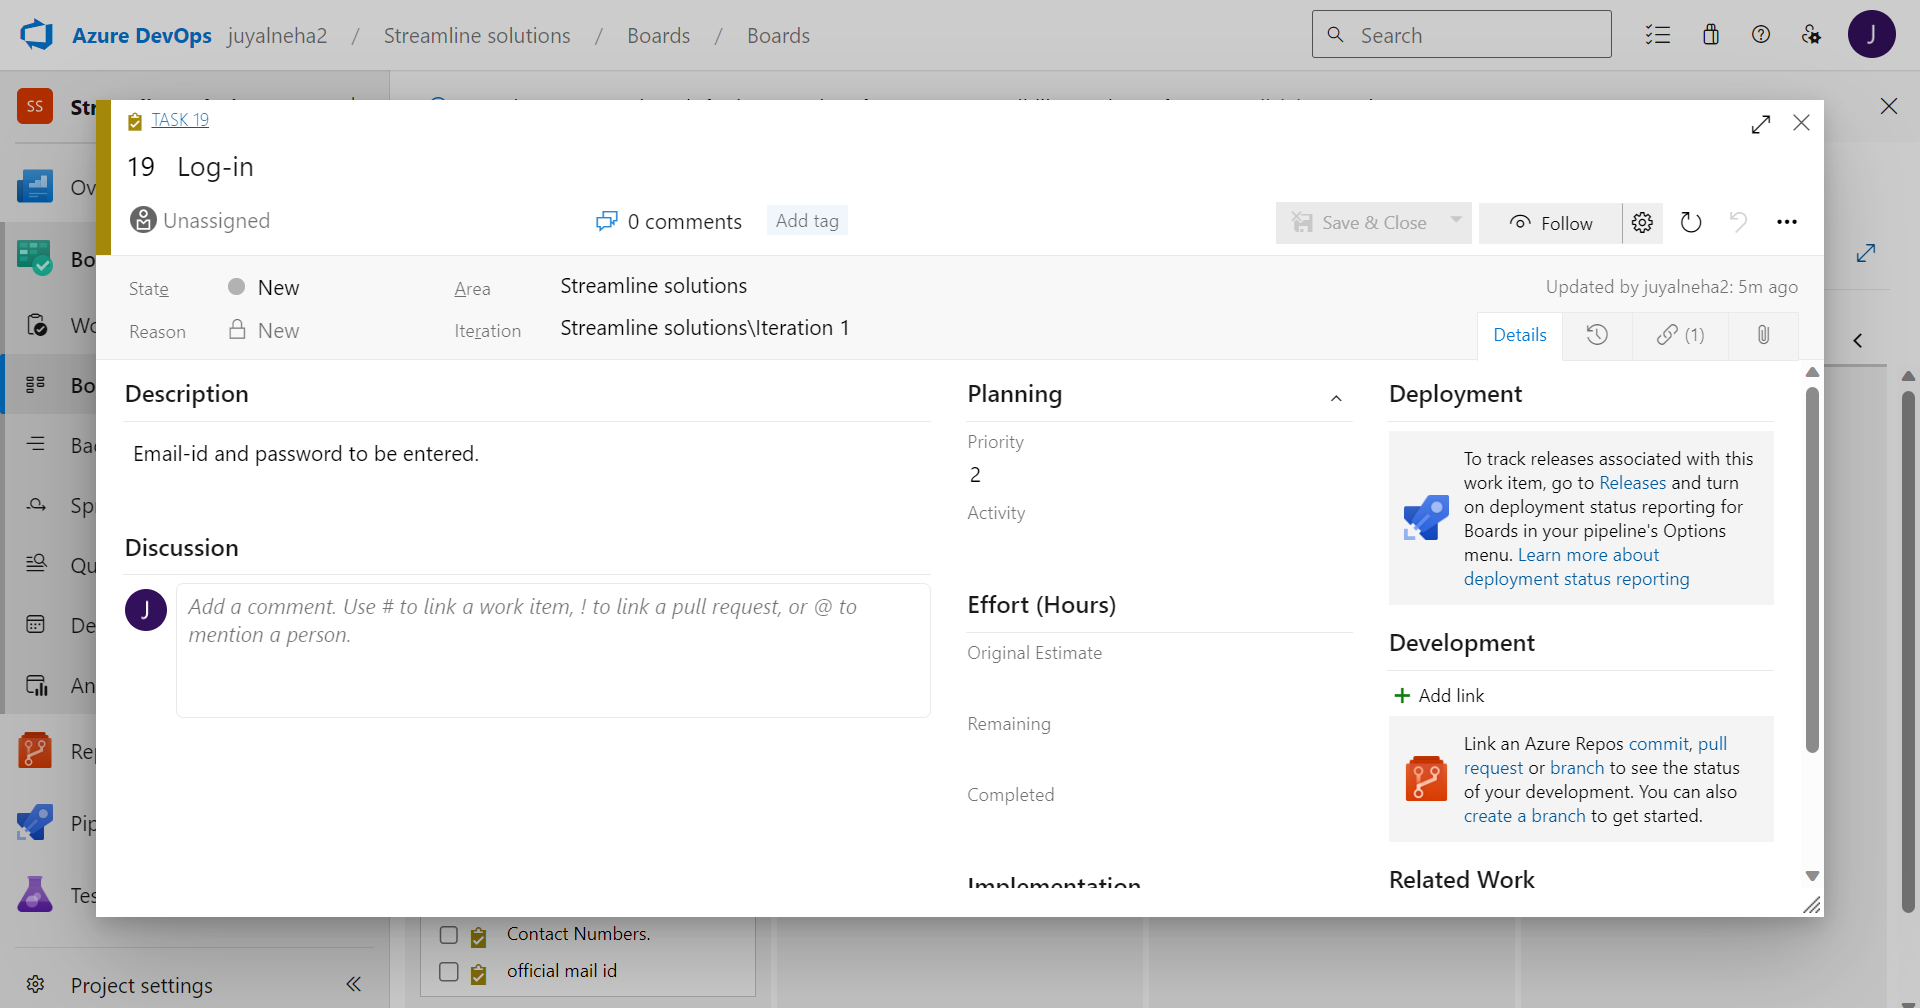 Azure DevOps juyalneha2 / Streamline solutions / Boards / Boards
Search
J
SS
TASK 19
19 Log-in
Unassigned
0 comments
Add tag
Save & Close
Follow
State
New
Area
Streamline solutions
Updated by juyalneha2: 5m ago
Reason
New
Iteration
Streamline solutions\Iteration 1
Details
(1)
Description
Email-id and password to be entered.
Discussion
J
Add a comment. Use # to link a work item, ! to link a pull request, or @ to
mention a person.
Planning
Priority
2
Activity
Effort (Hours)
Original Estimate
Remaining
Completed
Implementation
Deployment
To track releases associated with this
work item, go to Releases and turn
on deployment status reporting for
Boards in your pipeline's Options
menu. Learn more about
deployment status reporting
Development
Add link
Link an Azure Repos commit, pull
request or branch to see the status
of your development. You can also
create a branch to get started.
Related Work
Contact Numbers.
official mail id
Project settings